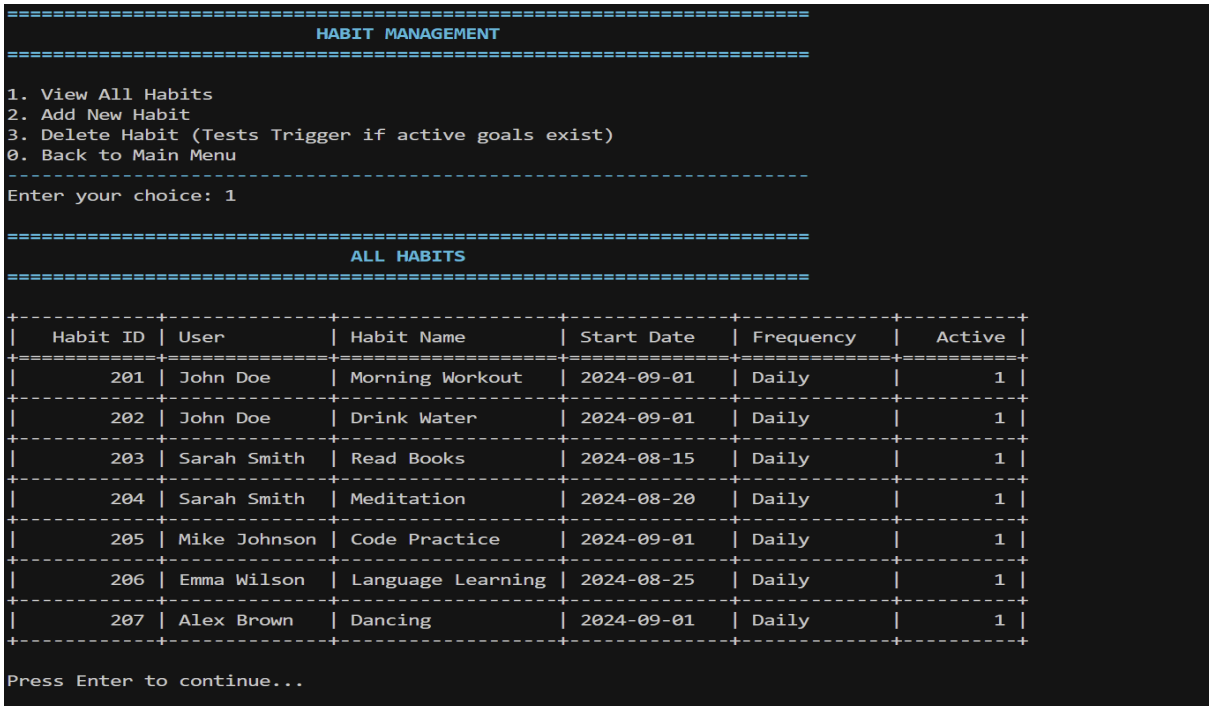 ======================================================================
HABIT MANAGEMENT
======================================================================
1. View All Habits
2. Add New Habit
3. Delete Habit (Tests Trigger if active goals exist)
0. Back to Main Menu
----------------------------------------------------------------------
Enter your choice: 1
======================================================================
ALL HABITS
======================================================================
+------------+--------------+-------------------+--------------+-------------+----------+
|   Habit ID | User         | Habit Name        | Start Date   | Frequency   |   Active |
+============+==============+===================+==============+=============+==========+
|        201 | John Doe     | Morning Workout   | 2024-09-01   | Daily       |        1 |
+------------+--------------+-------------------+--------------+-------------+----------+
|        202 | John Doe     | Drink Water       | 2024-09-01   | Daily       |        1 |
+------------+--------------+-------------------+--------------+-------------+----------+
|        203 | Sarah Smith  | Read Books        | 2024-08-15   | Daily       |        1 |
+------------+--------------+-------------------+--------------+-------------+----------+
|        204 | Sarah Smith  | Meditation        | 2024-08-20   | Daily       |        1 |
+------------+--------------+-------------------+--------------+-------------+----------+
|        205 | Mike Johnson | Code Practice     | 2024-09-01   | Daily       |        1 |
+------------+--------------+-------------------+--------------+-------------+----------+
|        206 | Emma Wilson  | Language Learning | 2024-08-25   | Daily       |        1 |
+------------+--------------+-------------------+--------------+-------------+----------+
|        207 | Alex Brown   | Dancing           | 2024-09-01   | Daily       |        1 |
+------------+--------------+-------------------+--------------+-------------+----------+
Press Enter to continue...